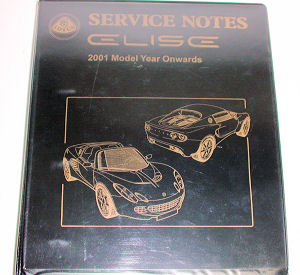 SERVICE NOTES
ELISE
2001 Model Year Onwards